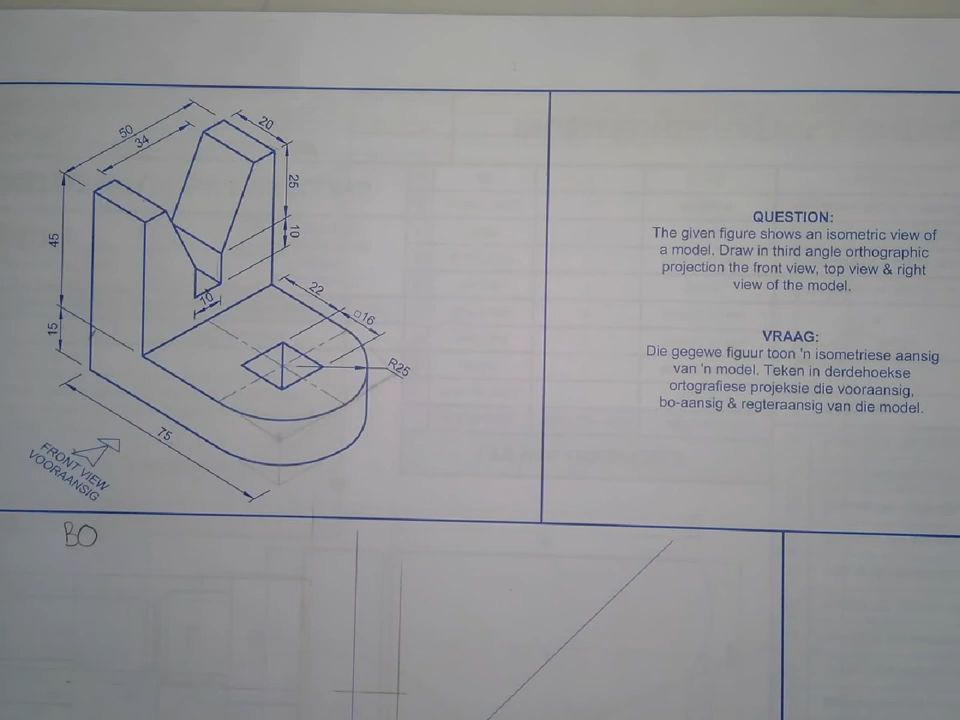 50
34
20
25
10
45
15
10
22
□16
R25
75
FRONT VIEW
VOORAANSIG
QUESTION:
The given figure shows an isometric view of
a model. Draw in third angle orthographic
projection the front view, top view & right
view of the model.
VRAAG:
Die gegewe figuur toon 'n isometriese aansig
van 'n model. Teken in derdehoekse
ortografiese projeksie die vooraansig,
bo-aansig & regteraansig van die model.
BO